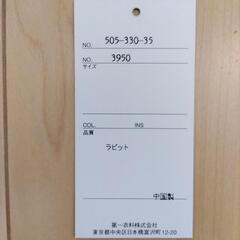 NO. 505-330-35
NO. 3950
サイズ
COL. INS
品質
ラビット
中国製
第一衣料株式会社
東京都中央区日本橋富沢町12-20